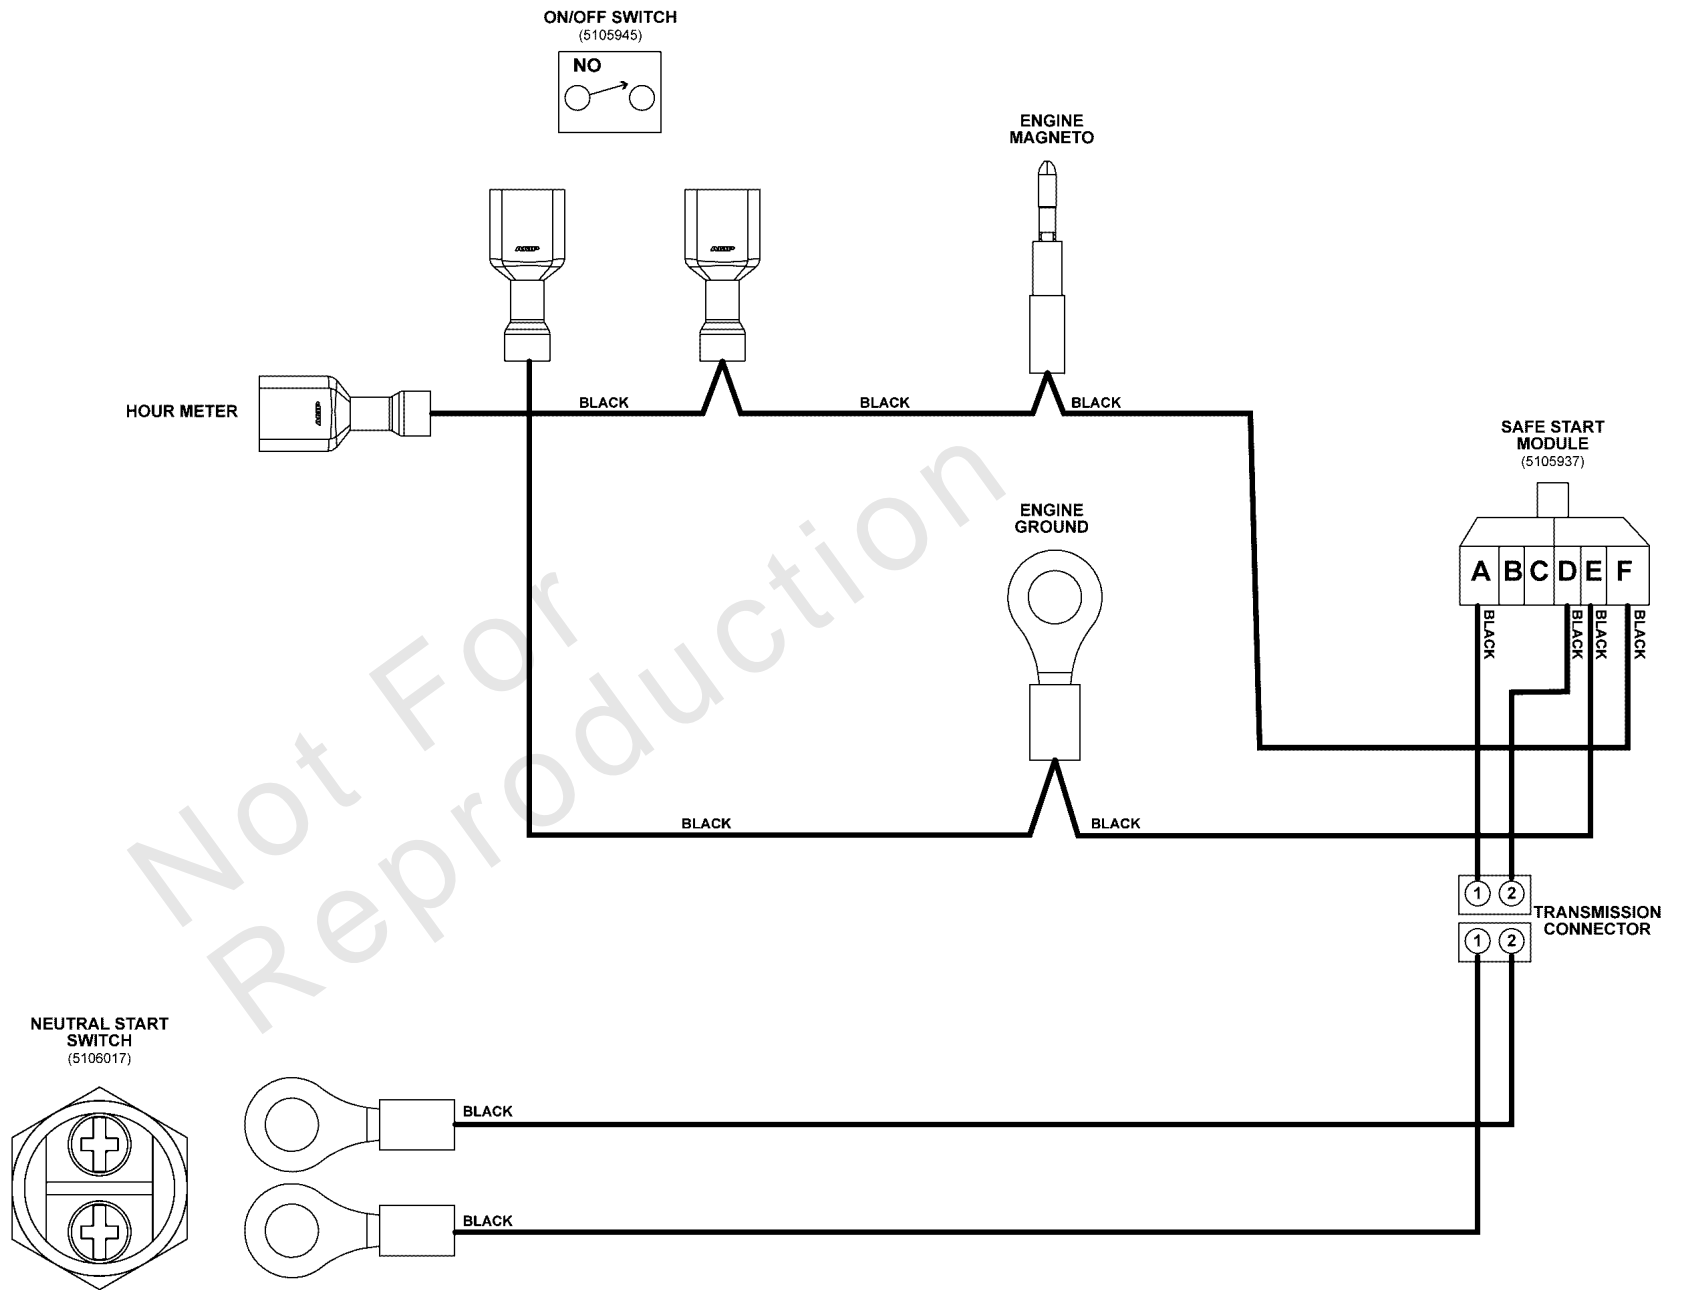 ON/OFF SWITCH
(5105945)
NO
ENGINE
MAGNETO
HOUR METER
BLACK
BLACK
BLACK
SAFE START
MODULE
(5105937)
A B C D E F
BLACK
BLACK
BLACK
BLACK
ENGINE
GROUND
BLACK
BLACK
1 2
TRANSMISSION
CONNECTOR
1 2
Not For
Reproduction
NEUTRAL START
SWITCH
(5106017)
BLACK
BLACK